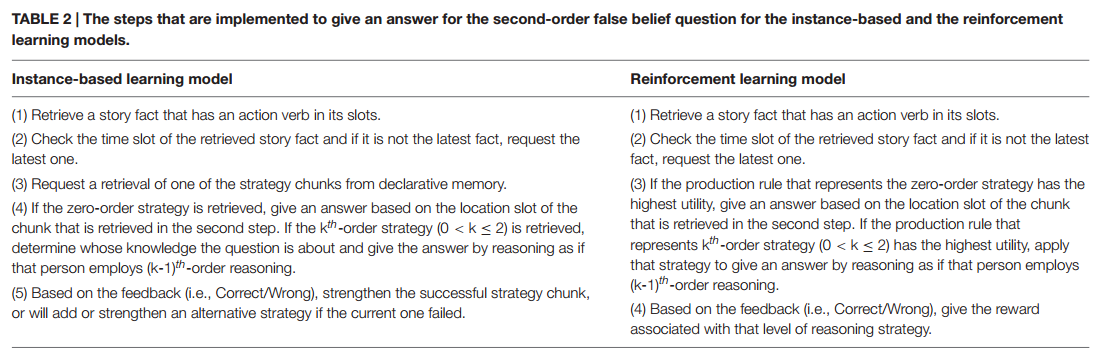 TABLE 2 | The steps that are implemented to give an answer for the second-order false belief question for the instance-based and the reinforcement
learning models.
Instance-based learning model
(1) Retrieve a story fact that has an action verb in its slots.
(2) Check the time slot of the retrieved story fact and if it is not the latest fact, request the
latest one.
(3) Request a retrieval of one of the strategy chunks from declarative memory.
(4) If the zero-order strategy is retrieved, give an answer based on the location slot of the
chunk that is retrieved in the second step. If the kth-order strategy (0 < k ≤ 2) is retrieved,
determine whose knowledge the question is about and give the answer by reasoning as if
that person employs (k-1)th-order reasoning.
(5) Based on the feedback (i.e., Correct/Wrong), strengthen the successful strategy chunk,
or will add or strengthen an alternative strategy if the current one failed.
Reinforcement learning model
(1) Retrieve a story fact that has an action verb in its slots.
(2) Check the time slot of the retrieved story fact and if it is not the latest
fact, request the latest one.
(3) If the production rule that represents the zero-order strategy has the
highest utility, give an answer based on the location slot of the chunk
that is retrieved in the second step. If the production rule that
represents kth-order strategy (0 < k ≤ 2) has the highest utility, apply
that strategy to give an answer by reasoning as if that person employs
(k-1)th-order reasoning.
(4) Based on the feedback (i.e., Correct/Wrong), give the reward
associated with that level of reasoning strategy.